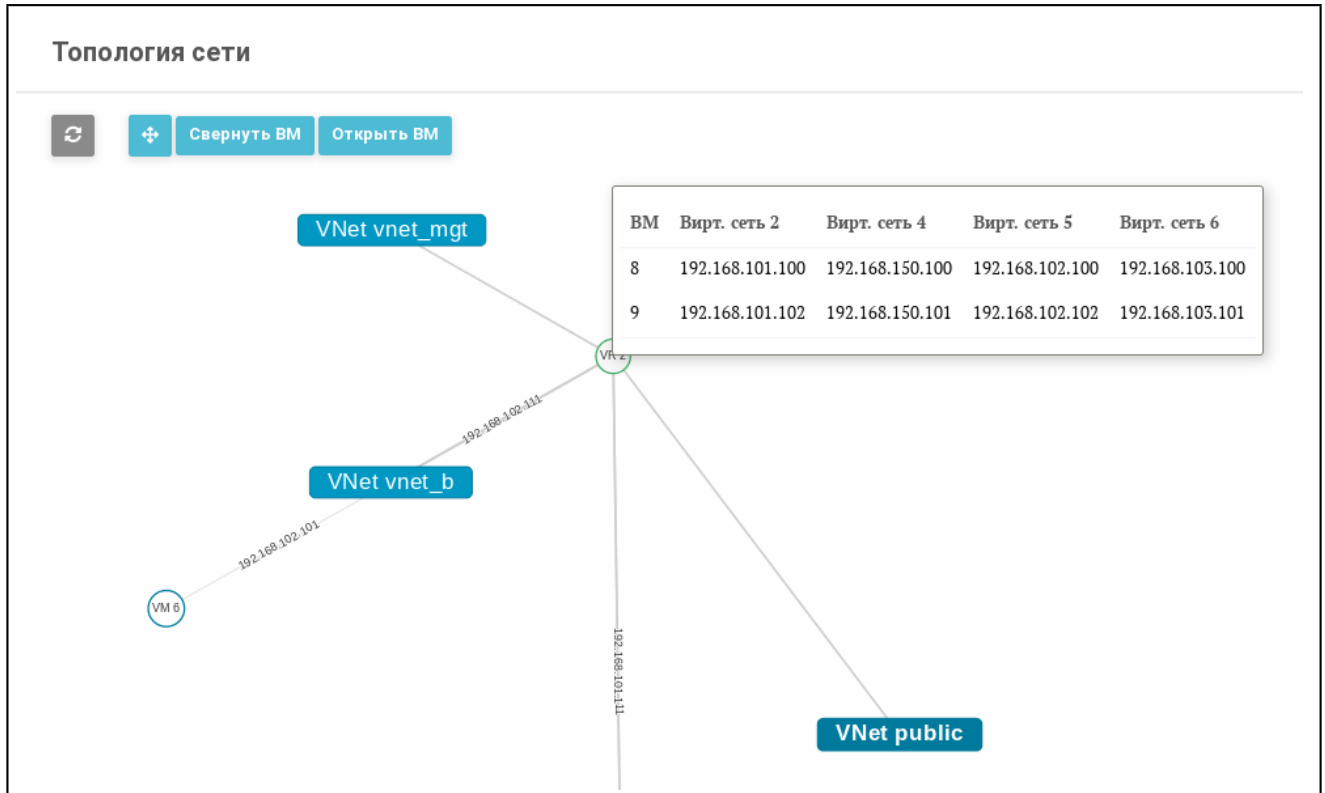 Топология сети
Свернуть ВМ
Открыть ВМ
VNet vnet_mgt
ВМ Вирт. сеть 2 Вирт. сеть 4 Вирт. сеть 5 Вирт. сеть 6
8 192.168.101.100 192.168.150.100 192.168.102.100 192.168.103.100
9 192.168.101.102 192.168.150.101 192.168.102.102 192.168.103.101
VR 2
192.168.102.111
VNet vnet_b
192.168.102.101
VM 6
192.168.101.111
VNet public